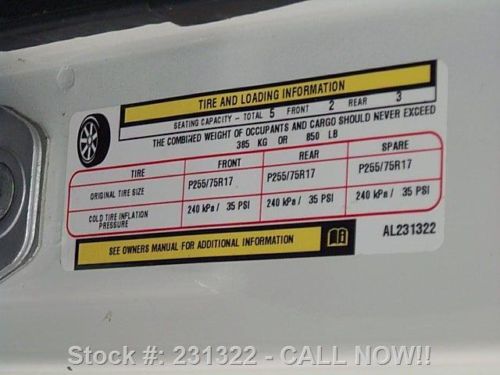 TIRE AND LOADING INFORMATION
SEATING CAPACITY - TOTAL 5 FRONT 2 REAR 3
THE COMBINED WEIGHT OF OCCUPANTS AND CARGO SHOULD NEVER EXCEED
385 KG OR 850 LB
TIRE FRONT REAR SPARE
ORIGINAL TIRE SIZE P255/75R17 P255/75R17 P255/75R17
COLD TIRE INFLATION PRESSURE 240 kPa / 35 PSI 240 kPa / 35 PSI 240 kPa / 35 PSI
SEE OWNERS MANUAL FOR ADDITIONAL INFORMATION AL231322
Stock #: 231322 - CALL NOW!!